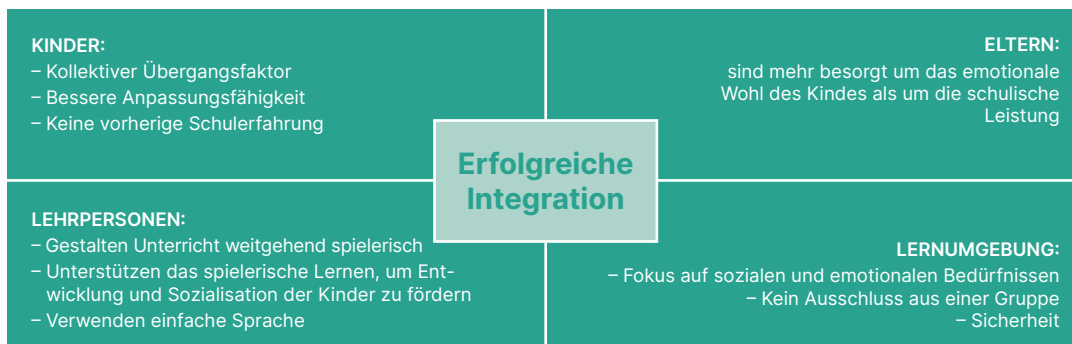 KINDER:
– Kollektiver Übergangsfaktor
– Bessere Anpassungsfähigkeit
– Keine vorherige Schulerfahrung
ELTERN:
sind mehr besorgt um das emotionale
Wohl des Kindes als um die schulische
Leistung
Erfolgreiche
Integration
LEHRPERSONEN:
– Gestalten Unterricht weitgehend spielerisch
– Unterstützen das spielerische Lernen, um Ent-
wicklung und Sozialisation der Kinder zu fördern
– Verwenden einfache Sprache
LERNUMGEBUNG:
– Fokus auf sozialen und emotionalen Bedürfnissen
– Kein Ausschluss aus einer Gruppe
– Sicherheit